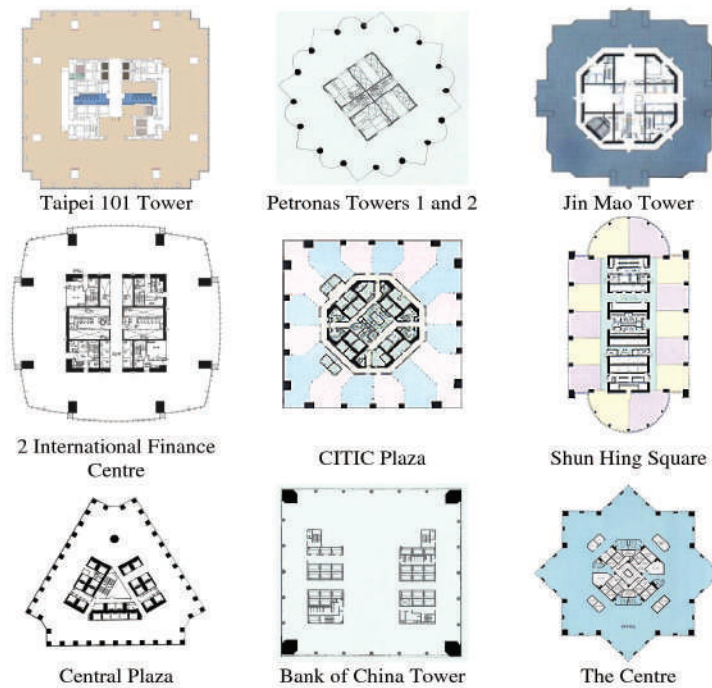 Taipei 101 Tower
Petronas Towers 1 and 2
Jin Mao Tower
2 International Finance
Centre
CITIC Plaza
Shun Hing Square
Central Plaza
Bank of China Tower
The Centre